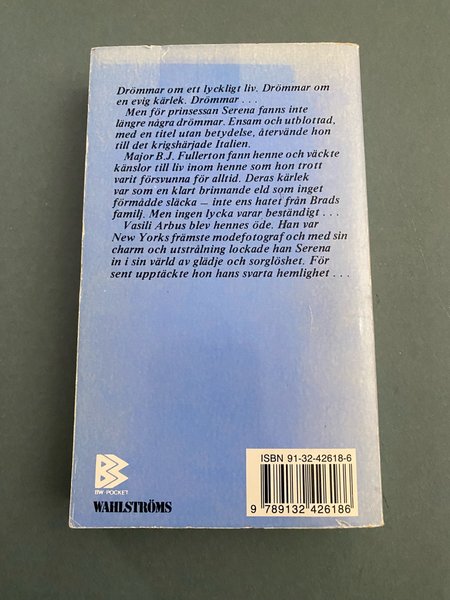 Drömmar om ett lyckligt liv. Drömmar om
en evig kärlek. Drömmar . . .
Men för prinsessan Serena fanns inte
längre några drömmar. Ensam och utblottad,
med en titel utan betydelse, återvände hon
till det krigshärjade Italien.
Major B.J. Fullerton fann henne och väckte
känslor till liv inom henne som hon trott
varit försvunna för alltid. Deras kärlek
var som en klart brinnande eld som inget
förmådde släcka – inte ens hatet från Brads
familj. Men ingen lycka varar beständigt . . .
Vasili Arbus blev hennes öde. Han var
New Yorks främste modefotograf och med sin
charm och utstrålning lockade han Serena
in i sin värld av glädje och sorglöshet. För
sent upptäckte hon hans svarta hemlighet . . .
ISBN 91-32-42618-6
9 789132 426186
BW POCKET
WAHLSTRÖMS